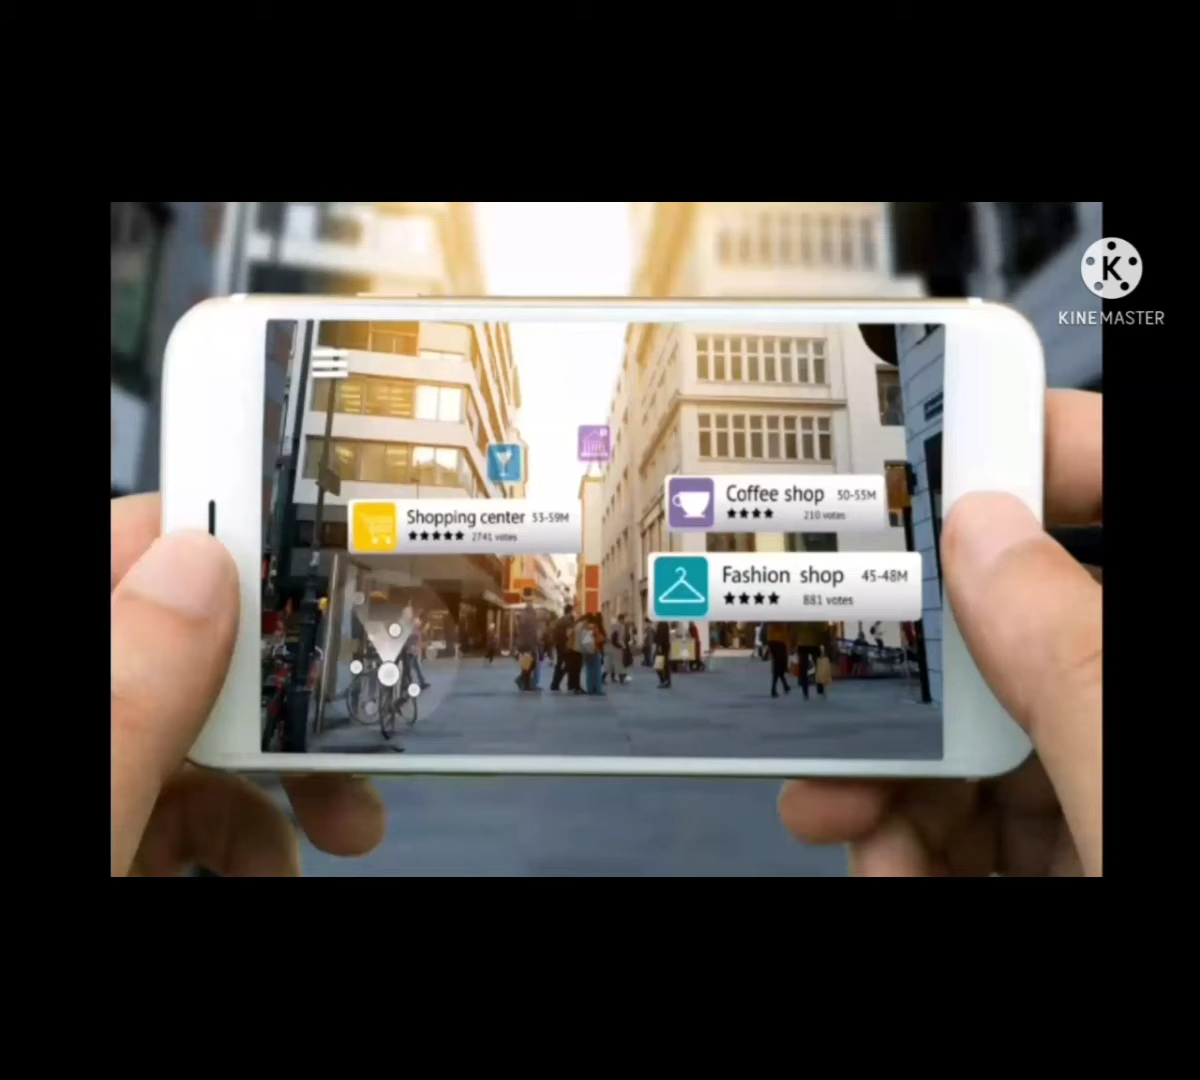 K
KINEMASTER
Coffee shop 50-55M
★★★★ 210 votes
Shopping center 53-59M
★★★★★ 2741 votes
Fashion shop 45-48M
★★★★ 881 votes